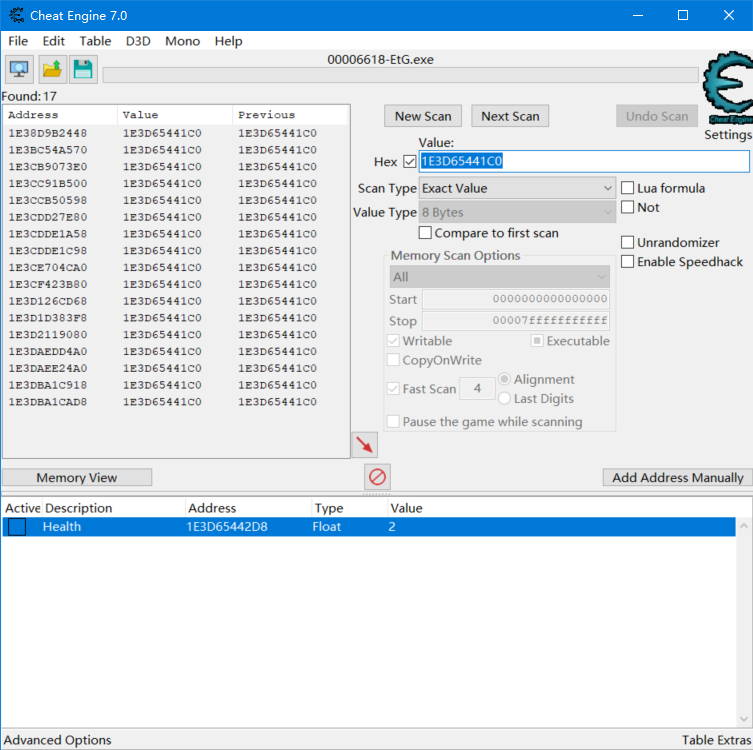 Cheat Engine 7.0
File Edit Table D3D Mono Help
00006618-EtG.exe
Found: 17
Address Value Previous
1E38D9B2448 1E3D65441C0 1E3D65441C0
1E3BC54A570 1E3D65441C0 1E3D65441C0
1E3CB9073E0 1E3D65441C0 1E3D65441C0
1E3CC91B500 1E3D65441C0 1E3D65441C0
1E3CCB50598 1E3D65441C0 1E3D65441C0
1E3CDD27E80 1E3D65441C0 1E3D65441C0
1E3CDDE1A58 1E3D65441C0 1E3D65441C0
1E3CDDE1C98 1E3D65441C0 1E3D65441C0
1E3CE704CA0 1E3D65441C0 1E3D65441C0
1E3CF423B80 1E3D65441C0 1E3D65441C0
1E3D126CD68 1E3D65441C0 1E3D65441C0
1E3D1D383F8 1E3D65441C0 1E3D65441C0
1E3D2119080 1E3D65441C0 1E3D65441C0
1E3DAEDD4A0 1E3D65441C0 1E3D65441C0
1E3DAEE24A0 1E3D65441C0 1E3D65441C0
1E3DBA1C918 1E3D65441C0 1E3D65441C0
1E3DBA1CAD8 1E3D65441C0 1E3D65441C0
New Scan Next Scan Undo Scan
Cheat Engine
Settings
Value:
Hex 1E3D65441C0
Scan Type Exact Value
Lua formula
Value Type 8 Bytes
Not
Compare to first scan
Unrandomizer
Enable Speedhack
Memory Scan Options
All
Start 0000000000000000
Stop 00007fffffffffff
Writable Executable
CopyOnWrite
Fast Scan 4 Alignment
Last Digits
Pause the game while scanning
Memory View
Add Address Manually
Active Description Address Type Value
Health 1E3D65442D8 Float 2
Advanced Options
Table Extras